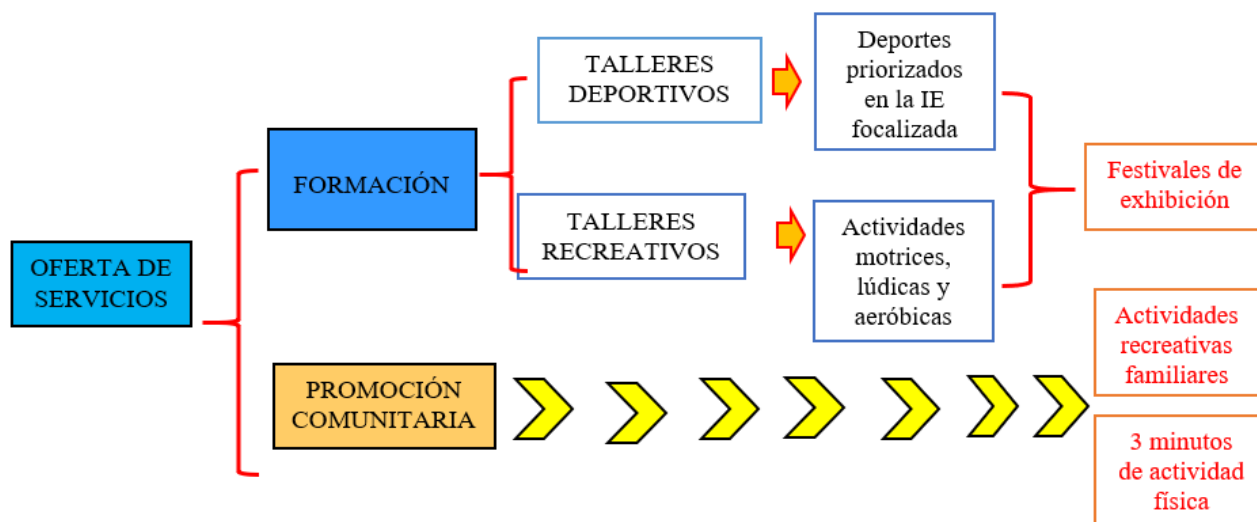 OFERTA DE
SERVICIOS
FORMACIÓN
TALLERES
DEPORTIVOS
Deportes
priorizados
en la IE
focalizada
TALLERES
RECREATIVOS
Actividades
motrices,
lúdicas y
aeróbicas
Festivales de
exhibición
PROMOCIÓN
COMUNITARIA
Actividades
recreativas
familiares
3 minutos
de actividad
física